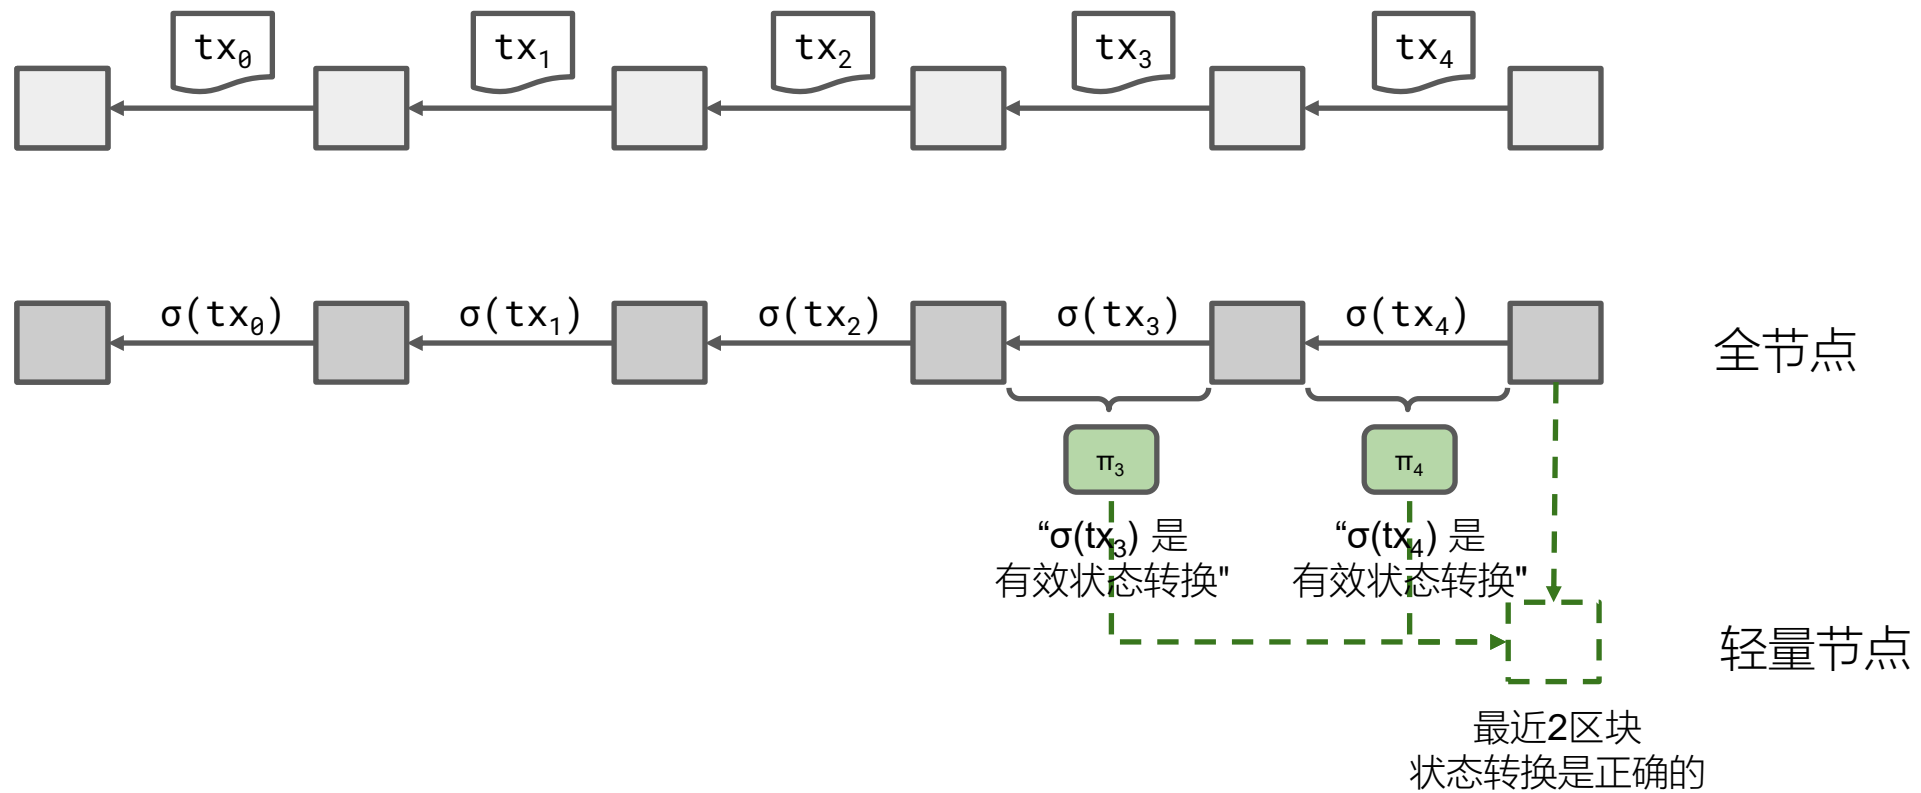 tx₀ tx₁ tx₂ tx₃ tx₄
σ(tx₀) σ(tx₁) σ(tx₂) σ(tx₃) σ(tx₄)
全节点
π₃ π₄
“σ(tx₃) 是
有效状态转换"
“σ(tx₄) 是
有效状态转换"
轻量节点
最近2区块
状态转换是正确的